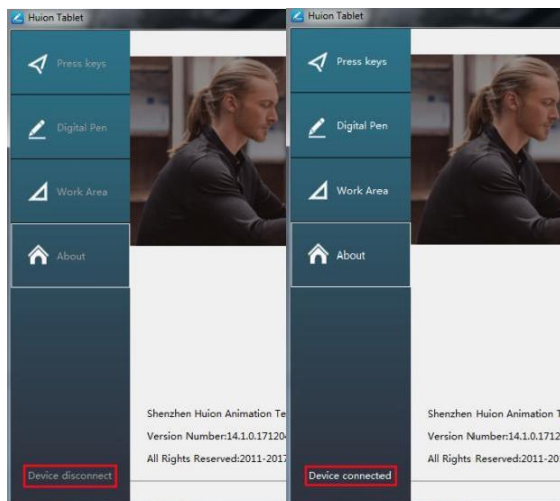 Huion Tablet
Press keys
Digital Pen
Work Area
About
Shenzhen Huion Animation Te
Version Number:14.1.0.17120
All Rights Reserved:2011-2017
Device disconnect
Huion Tablet
Press keys
Digital Pen
Work Area
About
Shenzhen Huion Animation T
Version Number:14.1.0.1712
All Rights Reserved:2011-20
Device connected